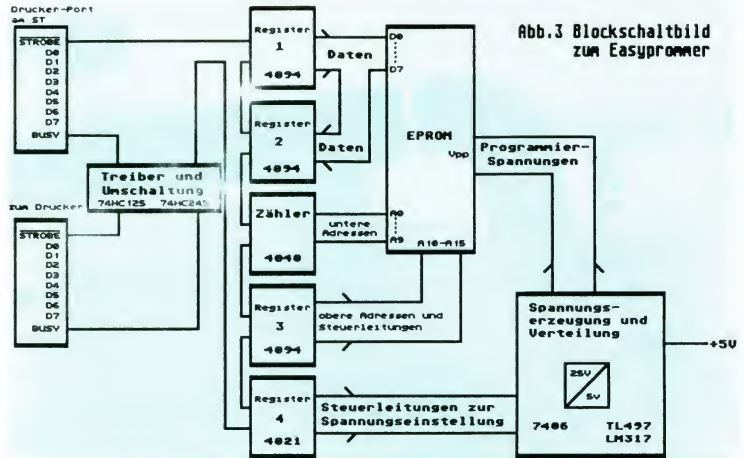 Drucker-Port
am ST
STROBE
D0
D1
D2
D3
D4
D5
D6
D7
BUSY
zum Drucker
STROBE
D0
D1
D2
D3
D4
D5
D6
D7
BUSY
Treiber und
Umschaltung
74HC125 74HC245
Register
1
4094
Register
2
4094
Zähler
4040
Register
3
4094
Register
4
4021
Daten
Daten
untere
Adressen
obere Adressen und
Steuerleitungen
Steuerleitungen zur
Spannungseinstellung
D0
D7
EPROM
Vpp
A0
A9
A10-A15
Programmier-
Spannungen
Abb.3 Blockschaltbild
zum Easyprommer
Spannungs-
erzeugung und
Verteilung
25V
5V
7406 TL497
LM317
+5V